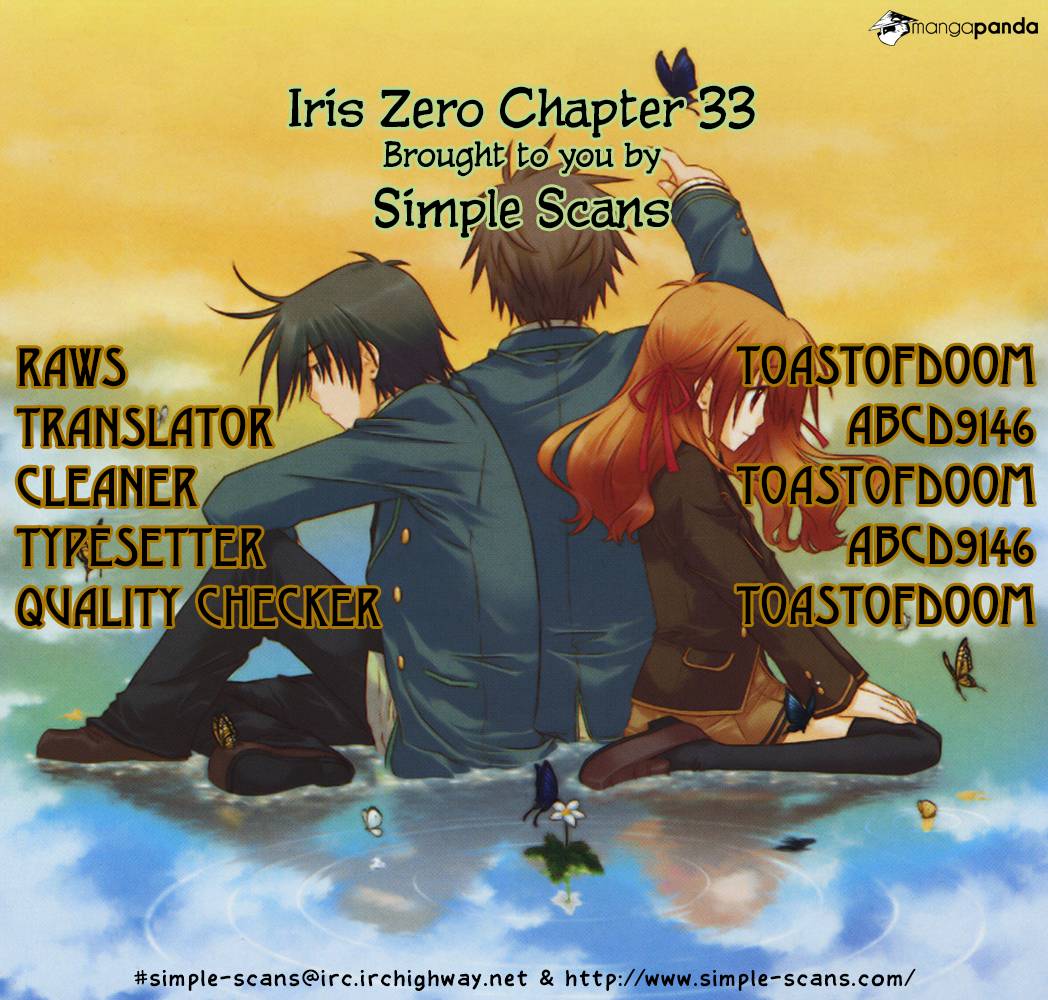 mangapanda
Iris Zero Chapter 33
Brought to you by
Simple Scans
RAWS TOASTOFDOOM
TRANSLATOR ABCD9146
CLEANER TOASTOFDOOM
TYPESETTER ABCD9146
QUALITY CHECKER TOASTOFDOOM
#simple-scans@irc.irchighway.net & http://www.simple-scans.com/